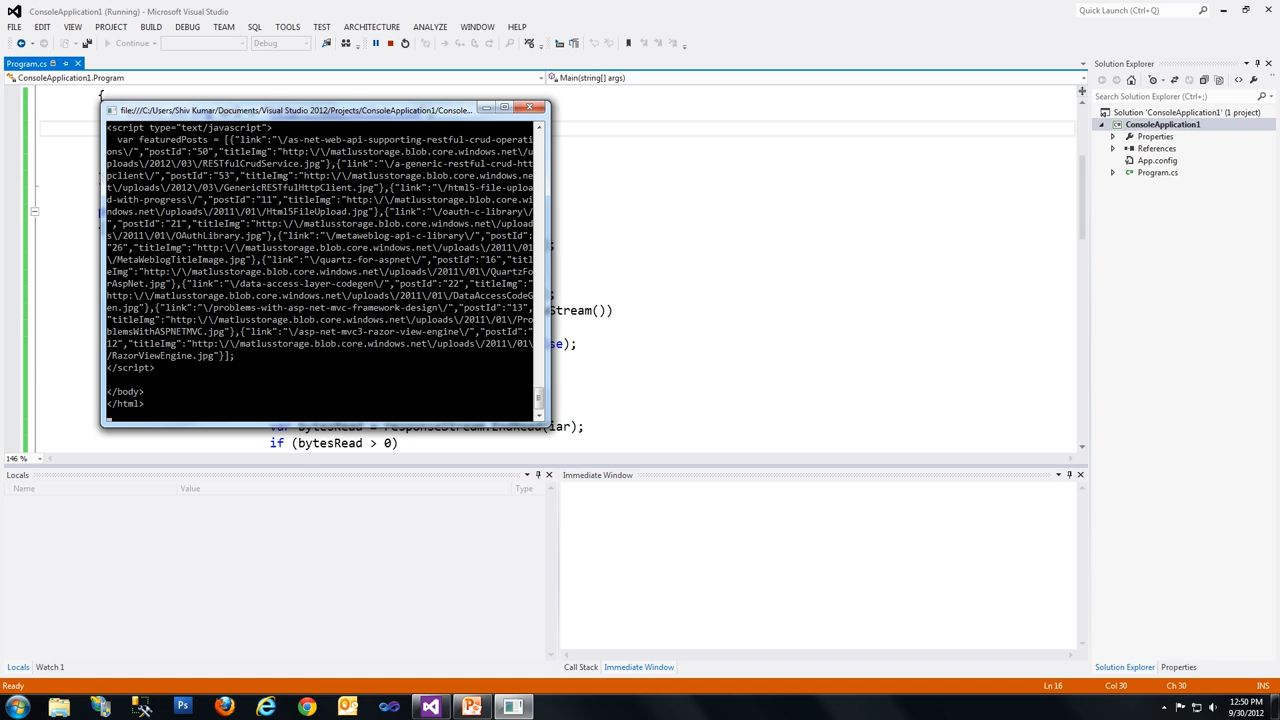 ConsoleApplication1 (Running) - Microsoft Visual Studio
Quick Launch (Ctrl+Q)
FILE EDIT VIEW PROJECT BUILD DEBUG TEAM SQL TOOLS TEST ARCHITECTURE ANALYZE WINDOW HELP
Continue Debug
Program.cs
Solution Explorer
ConsoleApplication1.Program
Main(string[] args)
Search Solution Explorer (Ctrl+;)
Solution 'ConsoleApplication1' (1 project)
ConsoleApplication1
Properties
References
App.config
Program.cs
{
file:///C:/Users/Shiv Kumar/Documents/Visual Studio 2012/Projects/ConsoleApplication1/Console...
<script type="text/javascript">
var featuredPosts = [{"link":"\/as-net-web-api-supporting-restful-crud-operati
ons\/","postId":"50","titleImg":"http:\/\/matlusstorage.blob.core.windows.net\/
uploads\/2012\/03\/RESTfulCrudService.jpg"},{"link":"\/a-generic-restful-crud-htt
pclient\/","postId":"53","titleImg":"http:\/\/matlusstorage.blob.core.windows.ne
t\/uploads\/2012\/03\/GenericRESTfulHttpClient.jpg"},{"link":"\/html5-file-uploa
d-with-progress\/","postId":"11","titleImg":"http:\/\/matlusstorage.blob.core.wi
ndows.net\/uploads\/2011\/01\/Html5FileUpload.jpg"},{"link":"\/oauth-c-library\/
","postId":"21","titleImg":"http:\/\/matlusstorage.blob.core.windows.net\/upload
s\/2011\/01\/OAuthLibrary.jpg"},{"link":"\/metaweblog-api-c-library\/","postId":
"26","titleImg":"http:\/\/matlusstorage.blob.core.windows.net\/uploads\/2011\/01\
/MetaWeblogTitleImage.jpg"},{"link":"\/quartz-for-aspnet\/","postId":"16","titl
eImg":"http:\/\/matlusstorage.blob.core.windows.net\/uploads\/2011\/01\/QuartzFo
rAspNet.jpg"},{"link":"\/data-access-layer-codegen\/","postId":"22","titleImg":"
http:\/\/matlusstorage.blob.core.windows.net\/uploads\/2011\/01\/DataAccessCodeG
en.jpg"},{"link":"\/problems-with-asp-net-mvc-framework-design\/","postId":"13",
"titleImg":"http:\/\/matlusstorage.blob.core.windows.net\/uploads\/2011\/01\/Pro
blemsWithASPNETMVC.jpg"},{"link":"\/asp-net-mvc3-razor-view-engine\/","postId":"
12","titleImg":"http:\/\/matlusstorage.blob.core.windows.net\/uploads\/2011\/01\
/RazorViewEngine.jpg"}];
</script>
</body>
</html>
;
;
stream())
se);
var bytesRead = responseStream.EndRead(iar);
if (bytesRead > 0)
146 %
Locals
Name Value Type
Immediate Window
Locals Watch 1
Call Stack Immediate Window
Solution Explorer Properties
Ready
Ln 16 Col 30 Ch 30 INS
12:50 PM
9/30/2012